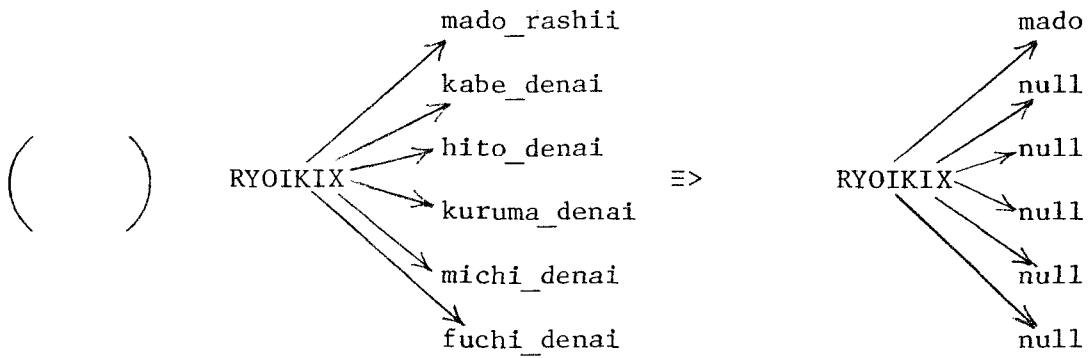 mado_rashii mado
kabe_denai null
( ) hito_denai null
RYOIKIX ≡> RYOIKIX
kuruma_denai null
michi_denai null
fuchi_denai null